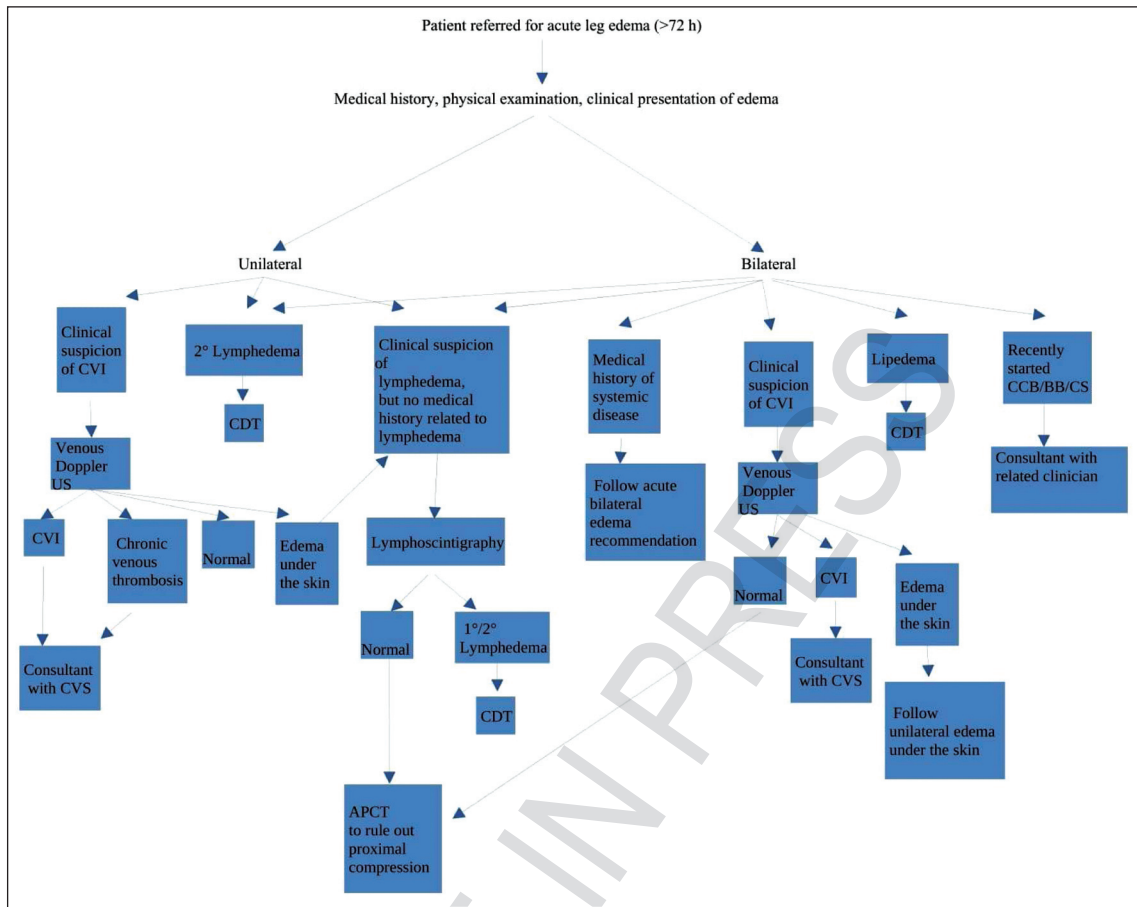 Patient referred for acute leg edema (>72 h)
Medical history, physical examination, clinical presentation of edema
Unilateral
Bilateral
Clinical
suspicion
of CVI
2° Lymphedema
Clinical suspicion
of
lymphedema,
but no medical
history related to
lymphedema
Medical
history of
systemic
disease
Clinical
suspicion
of CVI
Lipedema
Recently
started
CCB/BB/CS
CDT
CDT
Venous
Doppler
US
Follow acute
bilateral
edema
recommendation
Venous
Doppler
US
Consultant with
related clinician
CVI
Chronic
venous
thrombosis
Normal
Edema
under
the skin
Lymphoscintigraphy
Normal
CVI
Edema
under
the skin
Consultant
with CVS
Normal
1°/2°
Lymphedema
Consultant
with CVS
CDT
Follow
unilateral edema
under the skin
APCT
to rule out
proximal
compression
IN PRESS